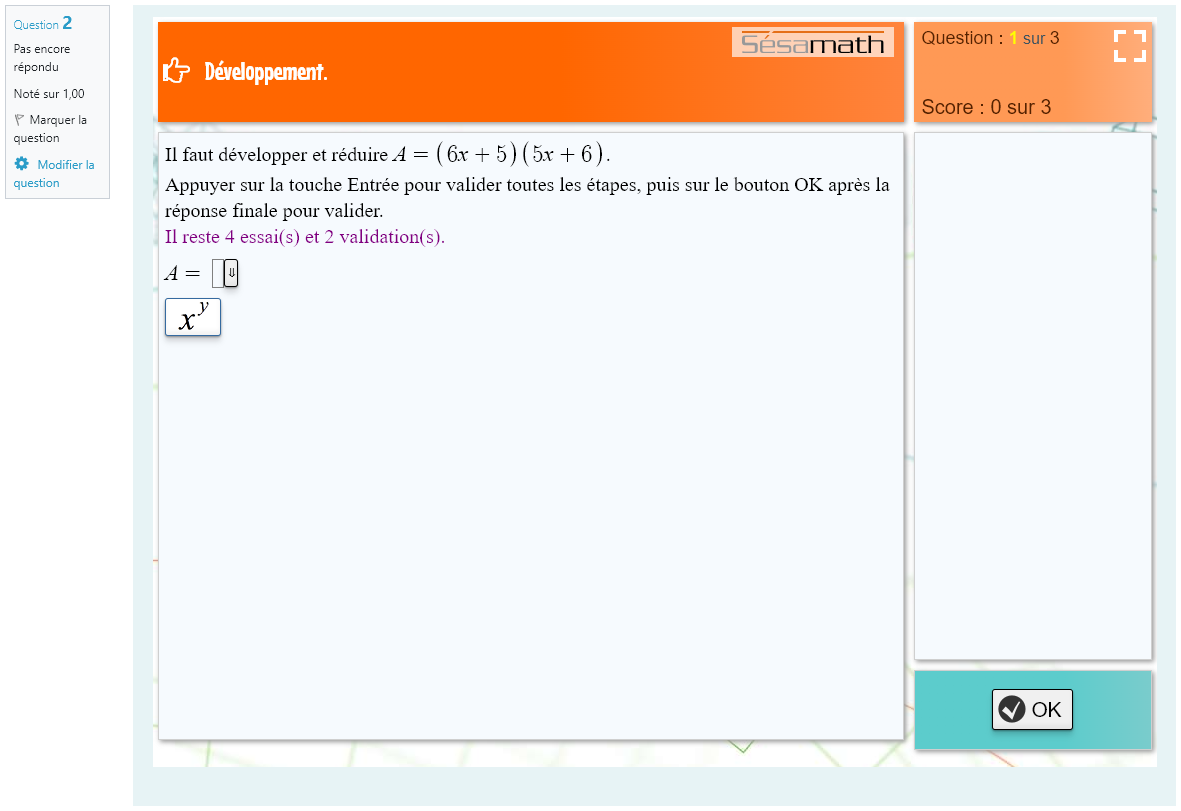 Question 2
Pas encore
répondu
Noté sur 1,00
Marquer la
question
Modifier la
question
Sésamath
Développement.
Question : 1 sur 3
Score : 0 sur 3
Il faut développer et réduire A = (6x + 5)(5x + 6).
Appuyer sur la touche Entrée pour valider toutes les étapes, puis sur le bouton OK après la
réponse finale pour valider.
Il reste 4 essai(s) et 2 validation(s).
A = ⇓
x^y
OK